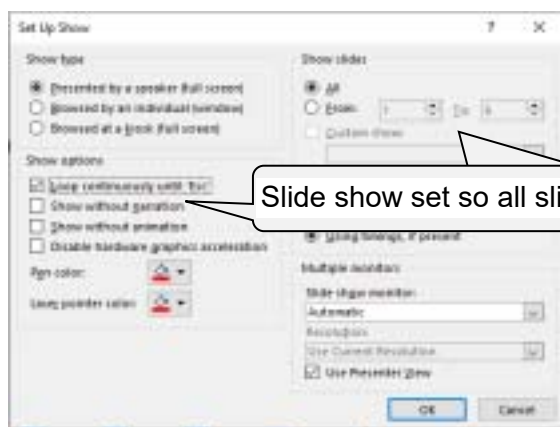 Set Up Show
? ×
Show type
Presented by a speaker (full screen)
Browsed by an individual (window)
Browsed at a kiosk (full screen)
Show options
Loop continuously until 'Esc'
Show without narration
Show without animation
Disable hardware graphics acceleration
Pen color:
Laser pointer color:
Show slides
All
From: 1 To:
Custom show:
Slide show set so all sli
Using timings, if present
Multiple monitors
Slide show monitor:
Automatic
Resolution:
Use Current Resolution
Use Presenter View
OK Cancel